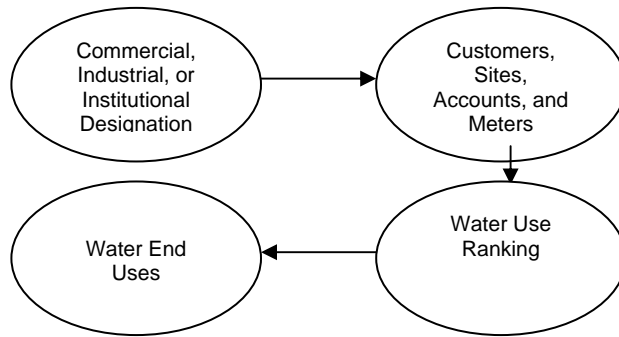 Commercial,
Industrial, or
Institutional
Designation
Customers,
Sites,
Accounts, and
Meters
Water End
Uses
Water Use
Ranking